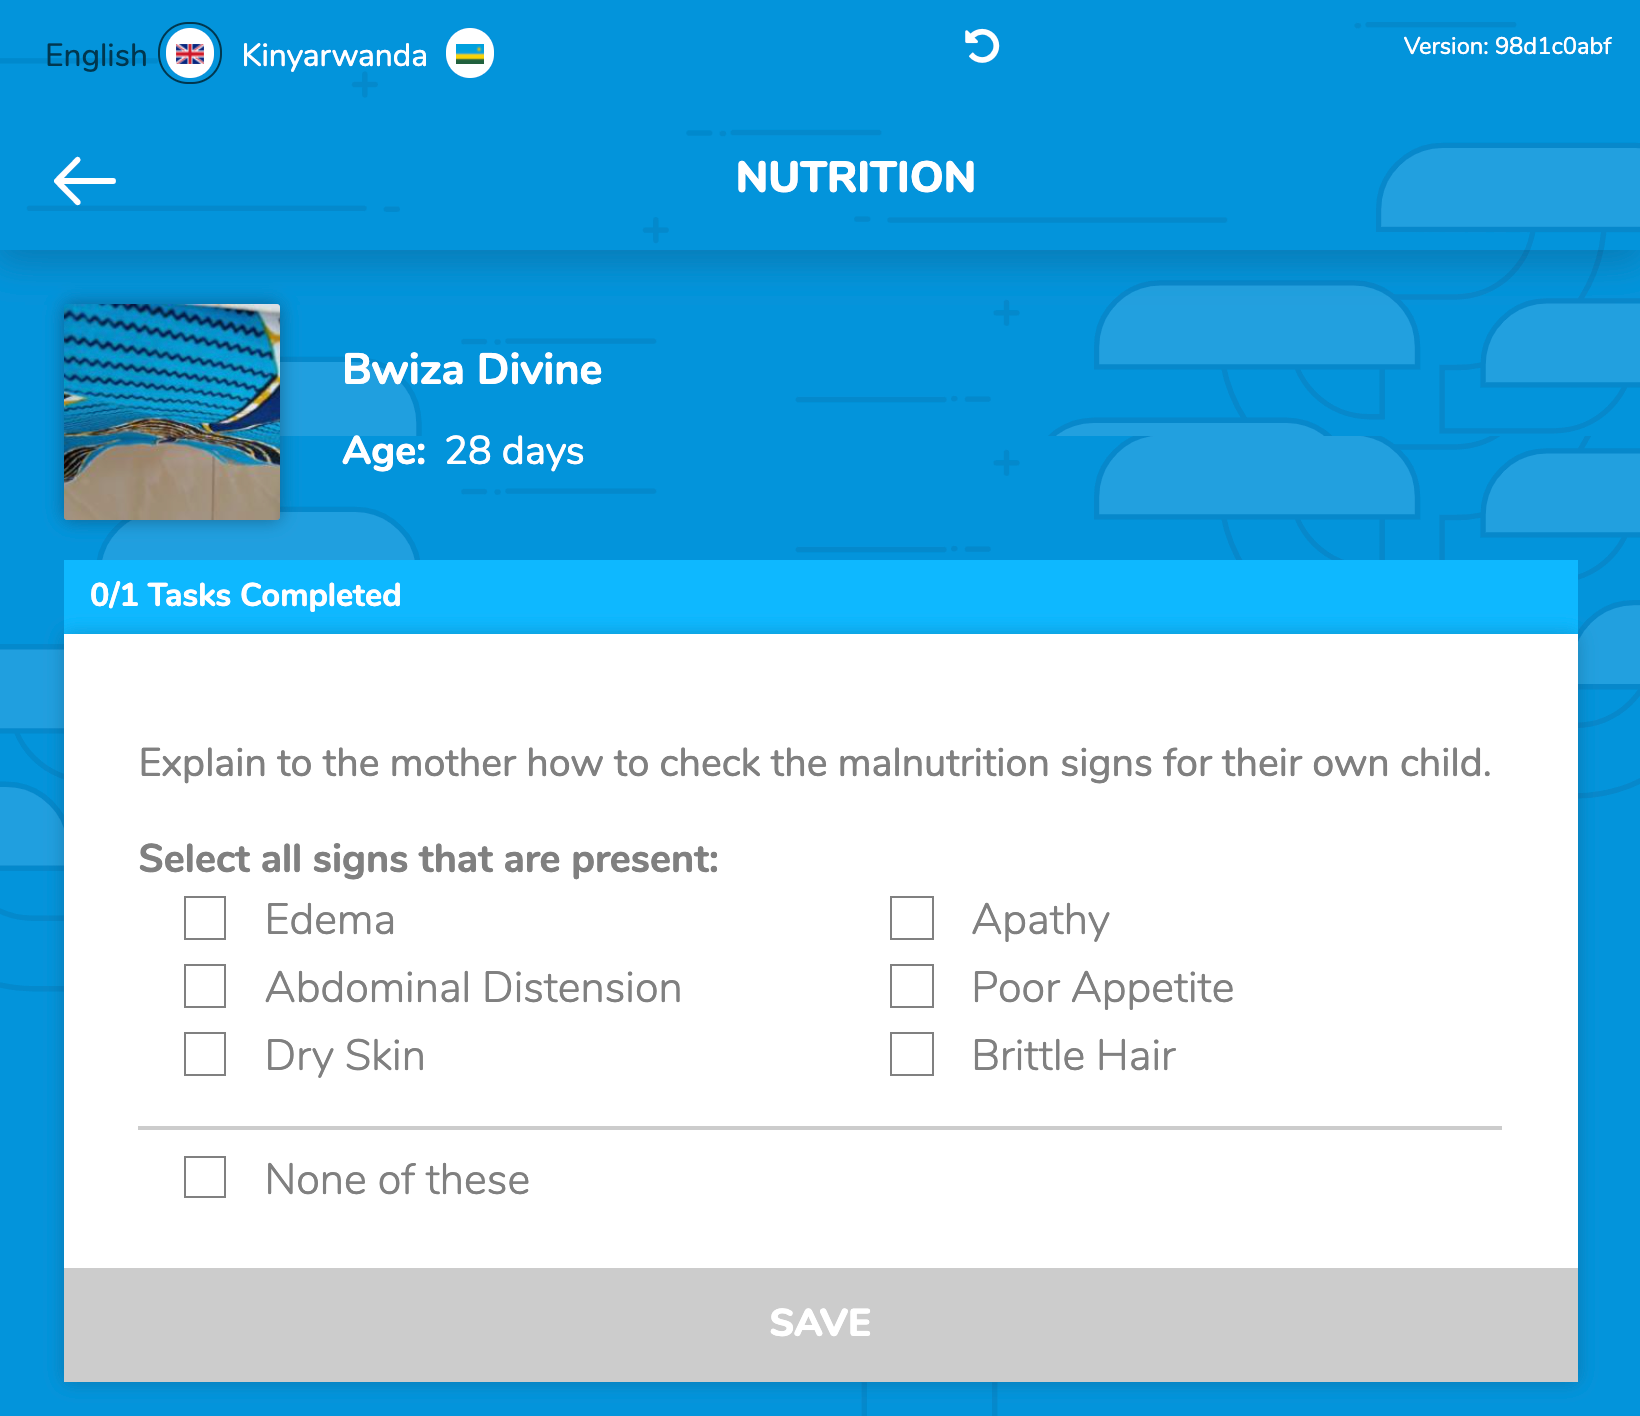 English Kinyarwanda Version: 98d1c0abf
NUTRITION
Bwiza Divine
Age: 28 days
0/1 Tasks Completed
Explain to the mother how to check the malnutrition signs for their own child.
Select all signs that are present:
Edema Apathy
Abdominal Distension Poor Appetite
Dry Skin Brittle Hair
None of these
SAVE